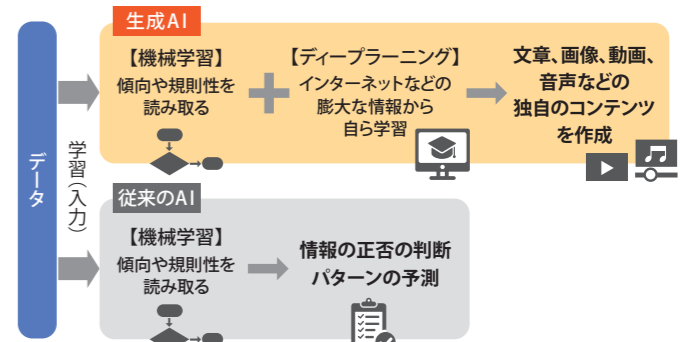 データ
学習(入力)
生成AI
【機械学習】
傾向や規則性を
読み取る
【ディープラーニング】
インターネットなどの
膨大な情報から
自ら学習
文章、画像、動画、
音声などの
独自のコンテンツ
を作成
従来のAI
【機械学習】
傾向や規則性を
読み取る
情報の正否の判断
パターンの予測